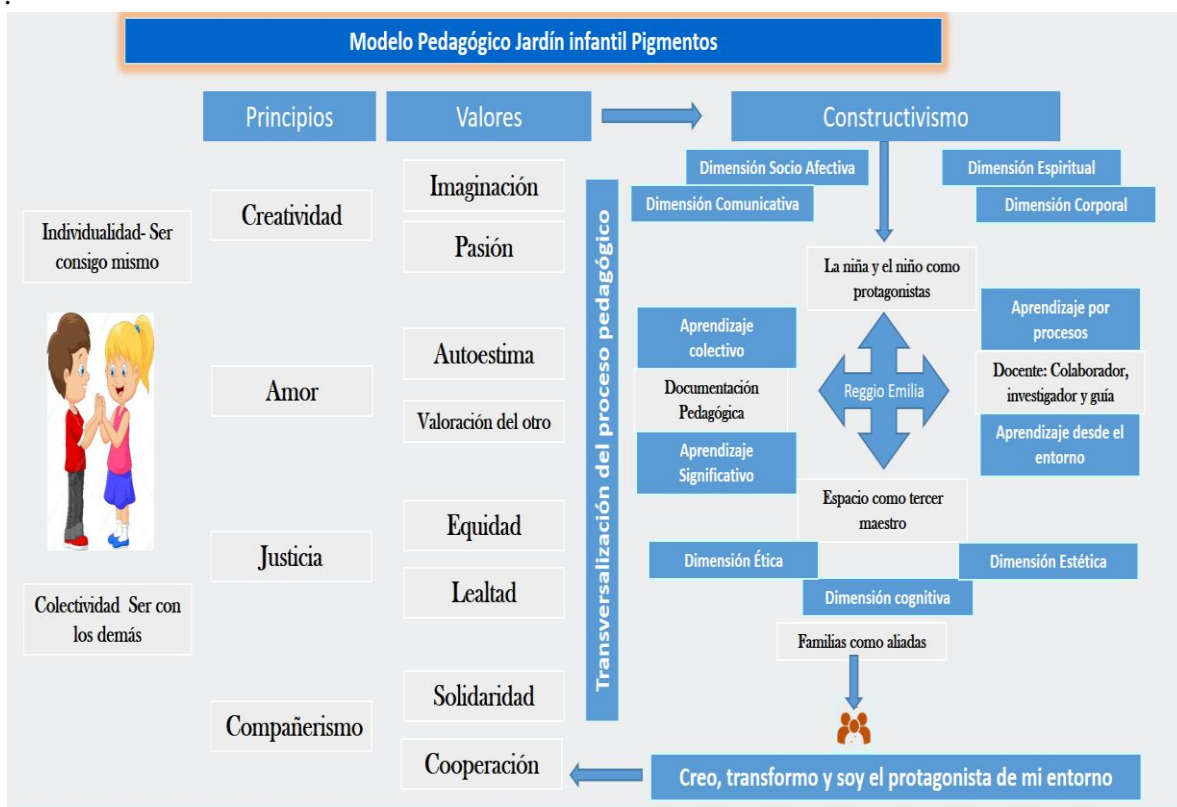 .
Modelo Pedagógico Jardín infantil Pigmentos
Principios
Valores
Constructivismo
Individualidad- Ser
consigo mismo
Colectividad Ser con
los demás
Creatividad
Imaginación
Pasión
Amor
Autoestima
Valoración del otro
Justicia
Equidad
Lealtad
Compañerismo
Solidaridad
Cooperación
Transversalización del proceso pedagógico
Dimensión Socio Afectiva
Dimensión Comunicativa
Dimensión Espiritual
Dimensión Corporal
La niña y el niño como
protagonistas
Aprendizaje
colectivo
Documentación
Pedagógica
Aprendizaje
Significativo
Reggio Emilia
Aprendizaje por
procesos
Docente: Colaborador,
investigador y guía
Aprendizaje desde el
entorno
Espacio como tercer
maestro
Dimensión Ética
Dimensión Estética
Dimensión cognitiva
Familias como aliadas
Creo, transformo y soy el protagonista de mi entorno